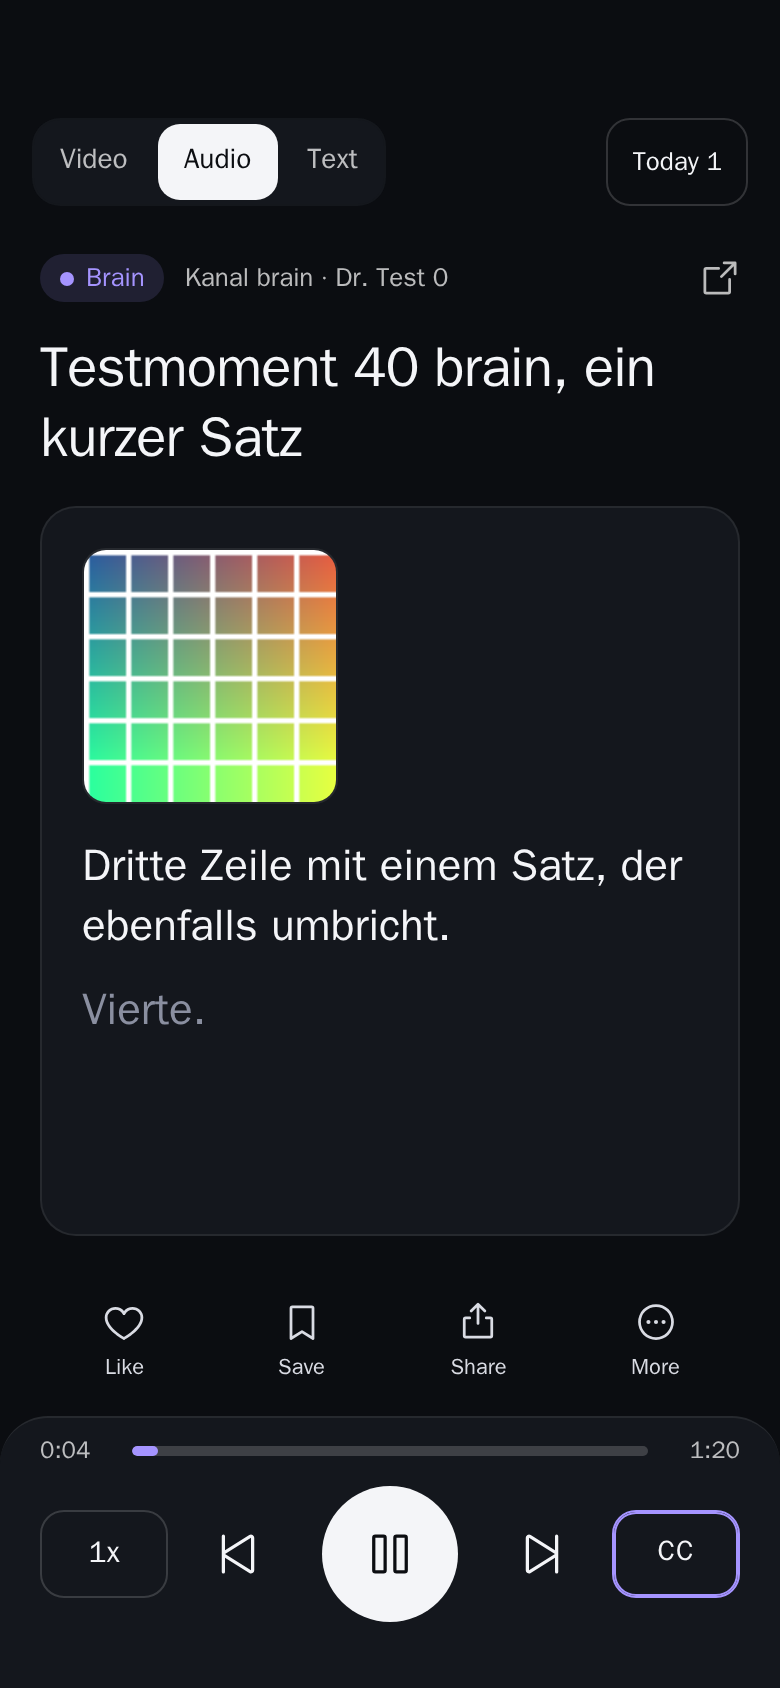 Video Audio Text Today 1
Brain Kanal brain · Dr. Test 0
Testmoment 40 brain, ein
kurzer Satz
Dritte Zeile mit einem Satz, der
ebenfalls umbricht.
Vierte.
Like Save Share More
0:04 1:20
1x CC